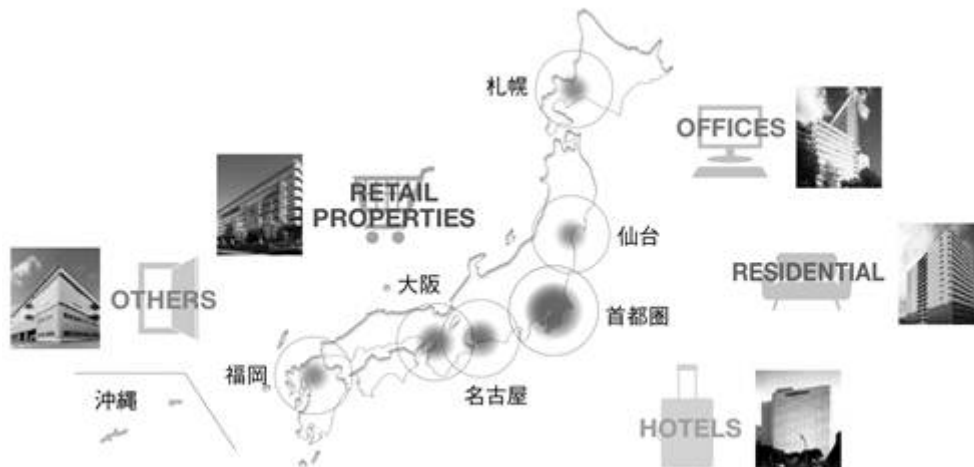 札幌
OFFICES
RETAIL
PROPERTIES
仙台
大阪
RESIDENTIAL
OTHERS
首都圏
福岡
名古屋
沖縄
HOTELS